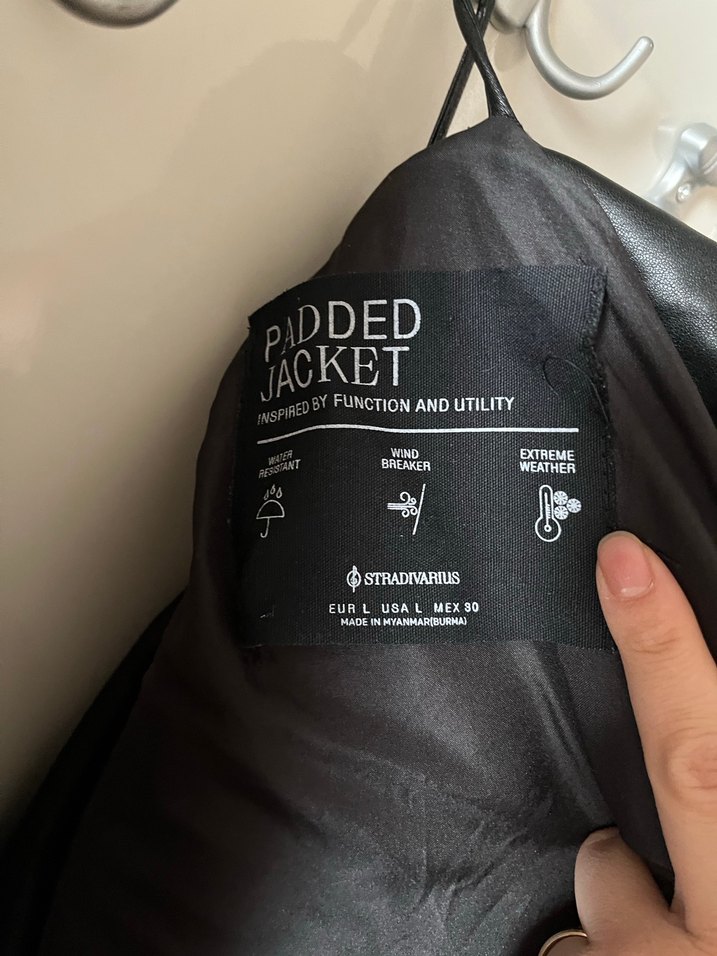 PADDED
JACKET
INSPIRED BY FUNCTION AND UTILITY
WATER
RESISTANT
WIND
BREAKER
EXTREME
WEATHER
STRADIVARIUS
EUR L USA L MEX 30
MADE IN MYANMAR(BURMA)